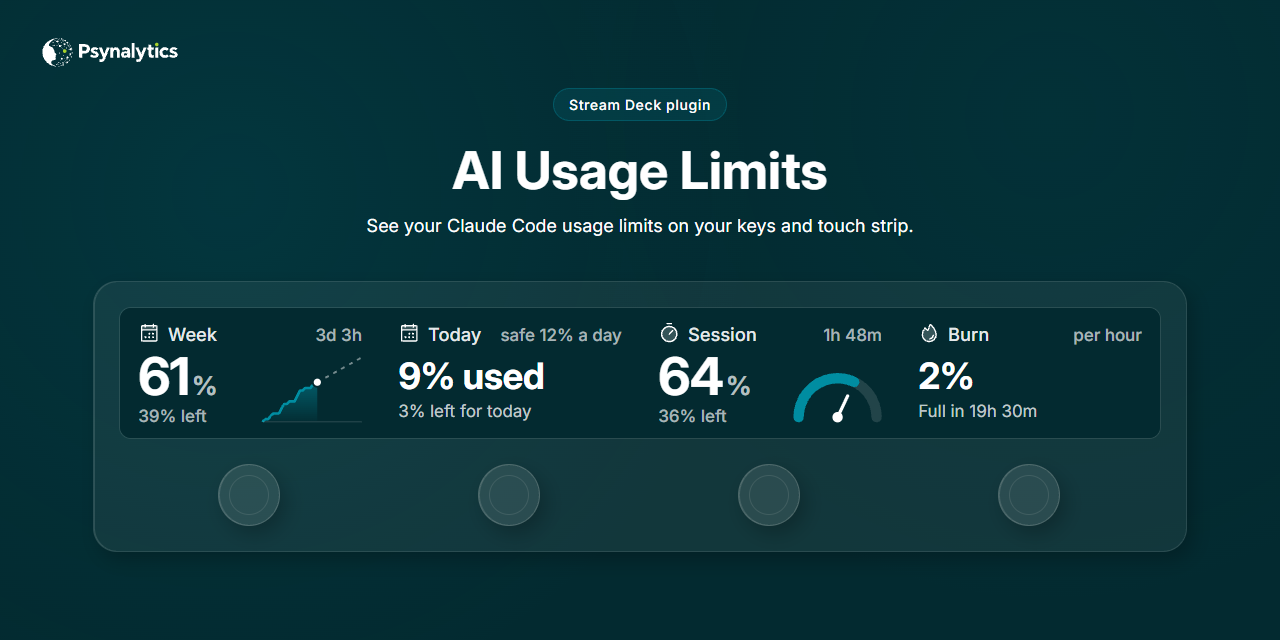 Psynalytics
Stream Deck plugin
AI Usage Limits
See your Claude Code usage limits on your keys and touch strip.
Week 3d 3h
61%
39% left
Today safe 12% a day
9% used
3% left for today
Session 1h 48m
64%
36% left
Burn per hour
2%
Full in 19h 30m